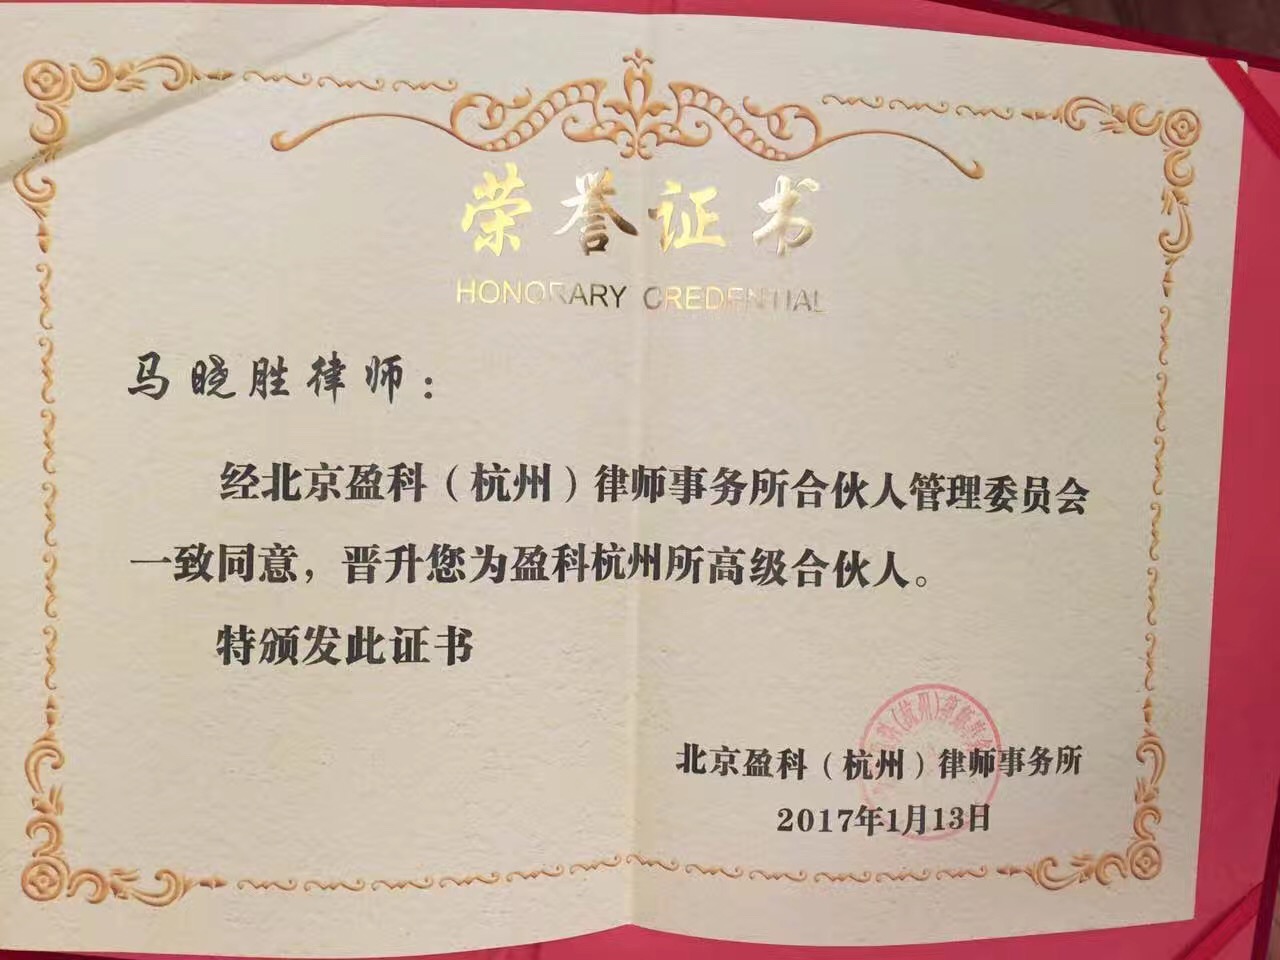 荣誉证书
HONORARY CREDENTIAL
马晓胜律师：
经北京盈科（杭州）律师事务所合伙人管理委员会
一致同意，晋升您为盈科杭州所高级合伙人。
特颁发此证书
北京盈科（杭州）律师事务所
2017年1月13日